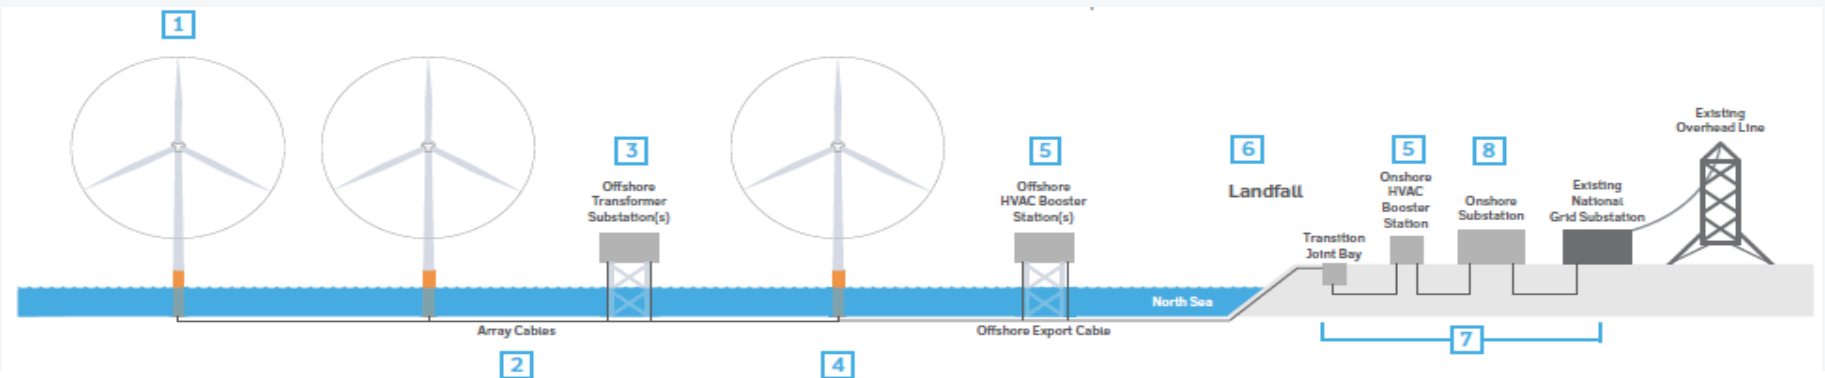 1
3
Offshore
Transformer
Substation(s)
5
Offshore
HVAC Booster
Station(s)
6
Landfall
5
Onshore
HVAC
Booster
Station
8
Onshore
Substation
Existing
National
Grid Substation
Existing
Overhead Line
Transition
Joint Bay
North Sea
Array Cables
Offshore Export Cable
2
4
7